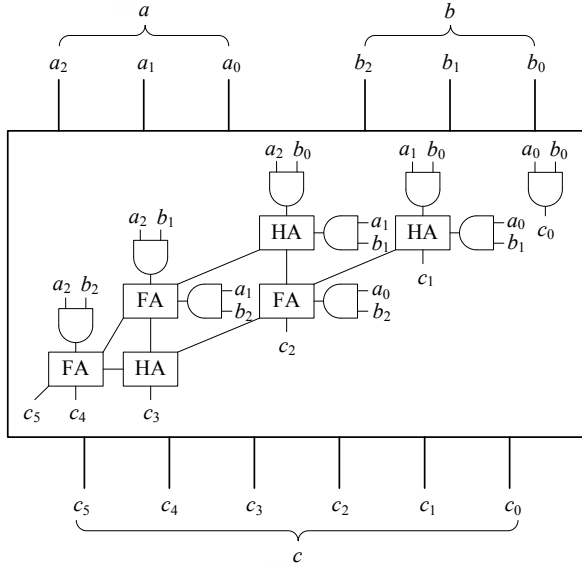 a b
a₂ a₁ a₀ b₂ b₁ b₀
a₂ b₀ a₁ b₀ a₀ b₀
a₂ b₁ HA a₁ b₁ HA a₀ b₁ c₀
c₁
a₂ b₂ FA a₁ b₂ FA a₀ b₂
c₂
FA HA
c₅ c₄ c₃
c₅ c₄ c₃ c₂ c₁ c₀
c